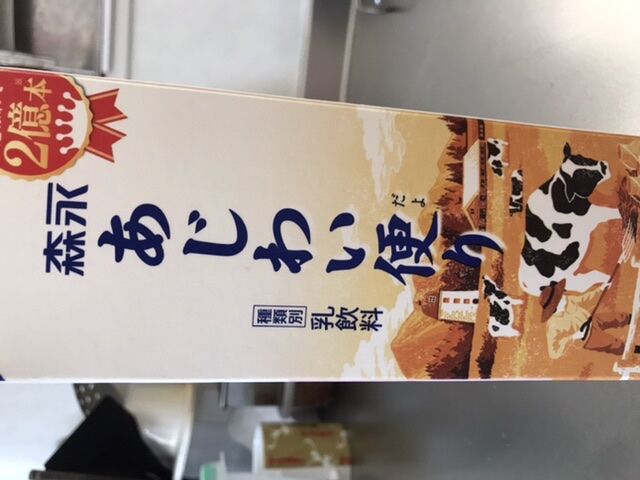 2億本
森永
あじわい便り
だよ
種類別 乳飲料